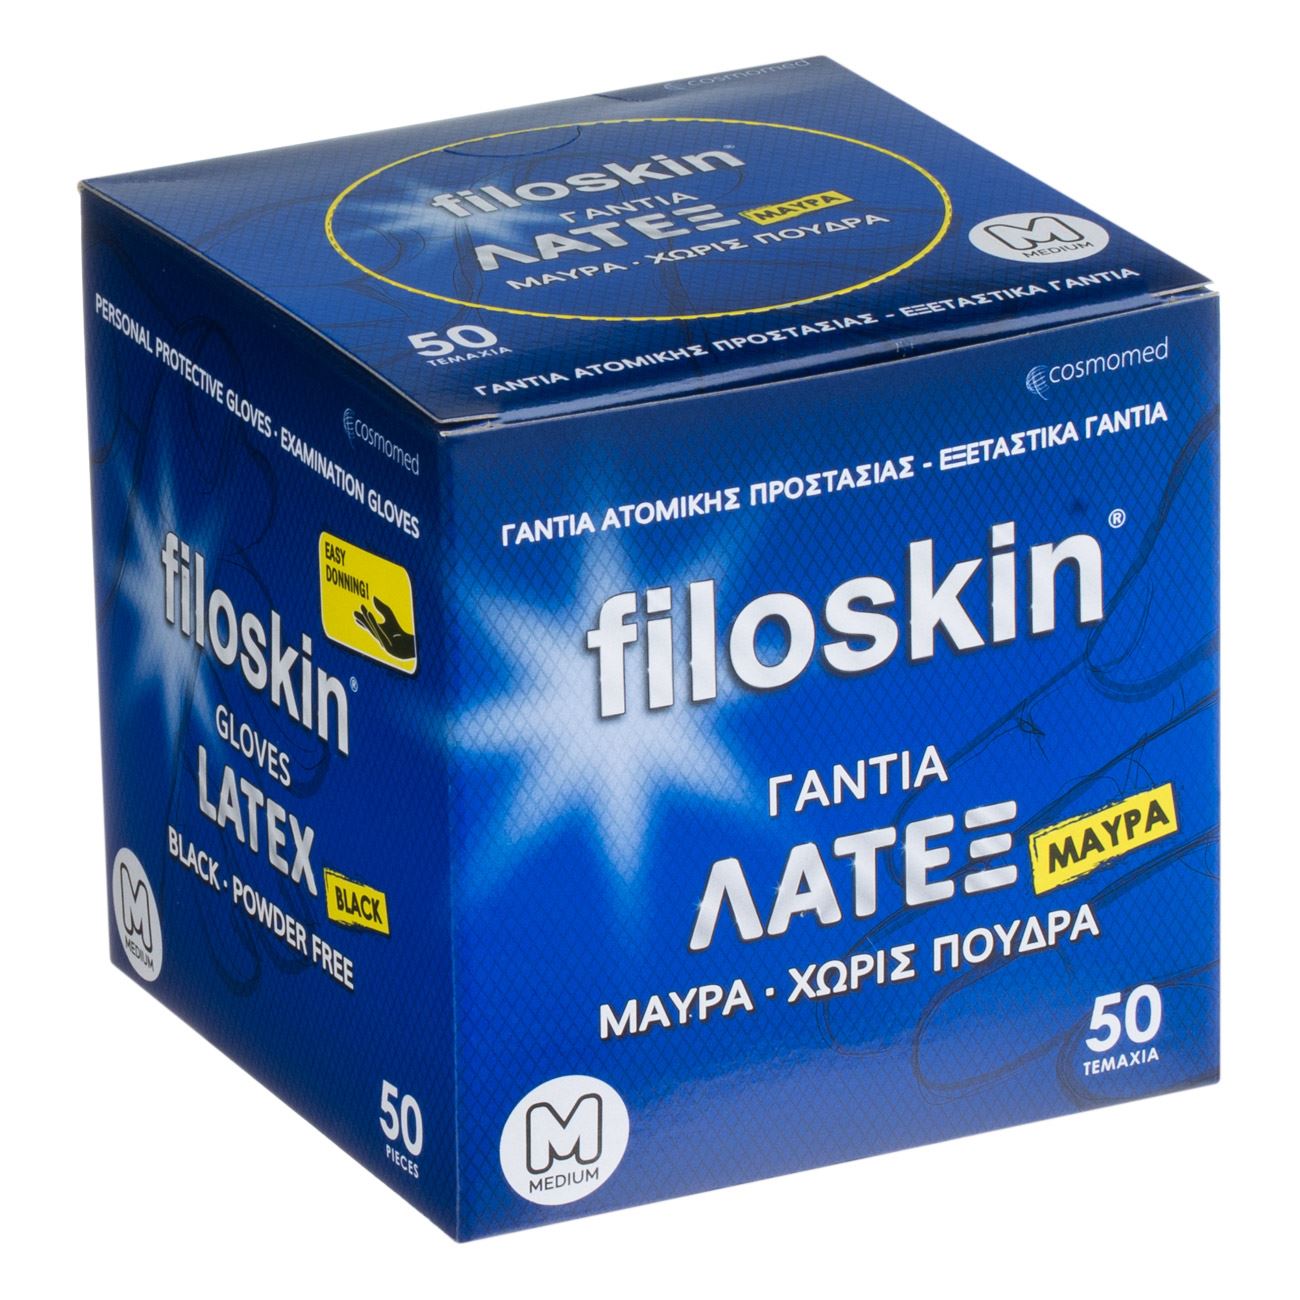 cosmomed
filoskin®
ΓΑΝΤΙΑ
ΛΑΤΕΞ ΜΑΥΡΑ
ΜΑΥΡΑ · ΧΩΡΙΣ ΠΟΥΔΡΑ
M
MEDIUM
50
ΤΕΜΑΧΙΑ
ΓΑΝΤΙΑ ΑΤΟΜΙΚΗΣ ΠΡΟΣΤΑΣΙΑΣ - ΕΞΕΤΑΣΤΙΚΑ ΓΑΝΤΙΑ
cosmomed
PERSONAL PROTECTIVE GLOVES · EXAMINATION GLOVES
EASY
DONNING!
filoskin®
GLOVES
LATEX BLACK
BLACK · POWDER FREE
M
MEDIUM
50
PIECES
cosmomed
ΓΑΝΤΙΑ ΑΤΟΜΙΚΗΣ ΠΡΟΣΤΑΣΙΑΣ - ΕΞΕΤΑΣΤΙΚΑ ΓΑΝΤΙΑ
filoskin®
ΓΑΝΤΙΑ
ΛΑΤΕΞ ΜΑΥΡΑ
ΜΑΥΡΑ · ΧΩΡΙΣ ΠΟΥΔΡΑ
50
ΤΕΜΑΧΙΑ
M
MEDIUM